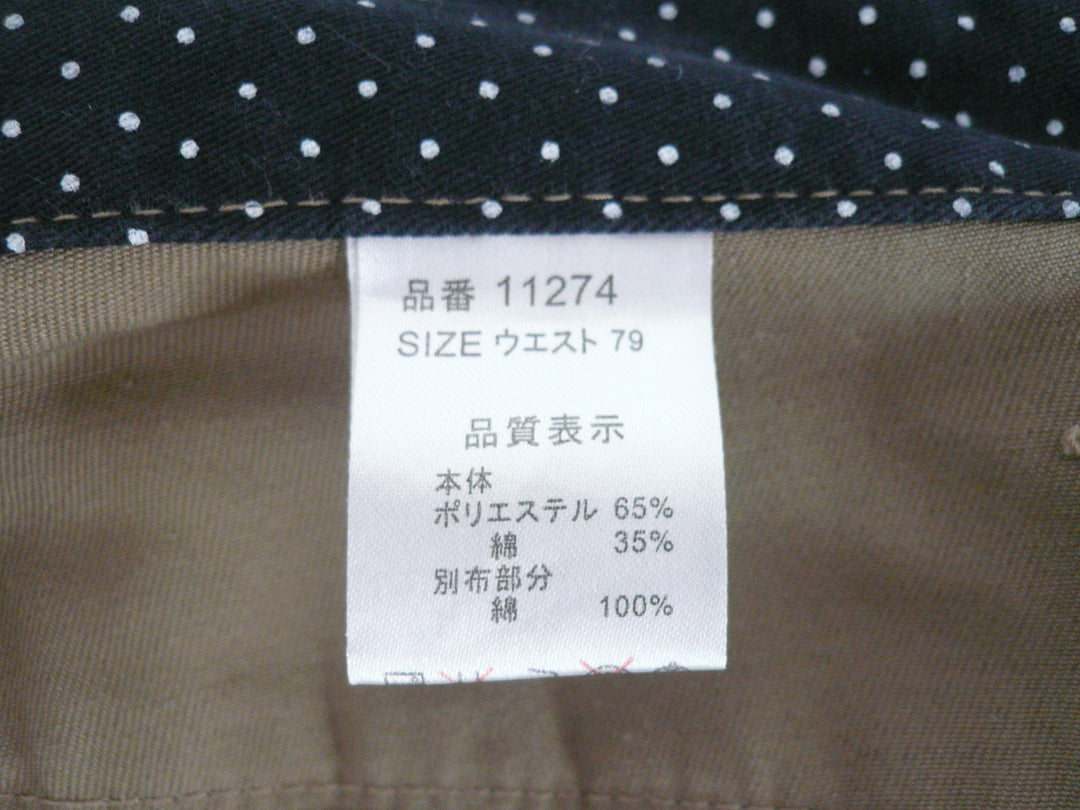 品番 11274
SIZE ウエスト 79
品質表示
本体
ポリエステル 65%
綿 35%
別布部分
綿 100%